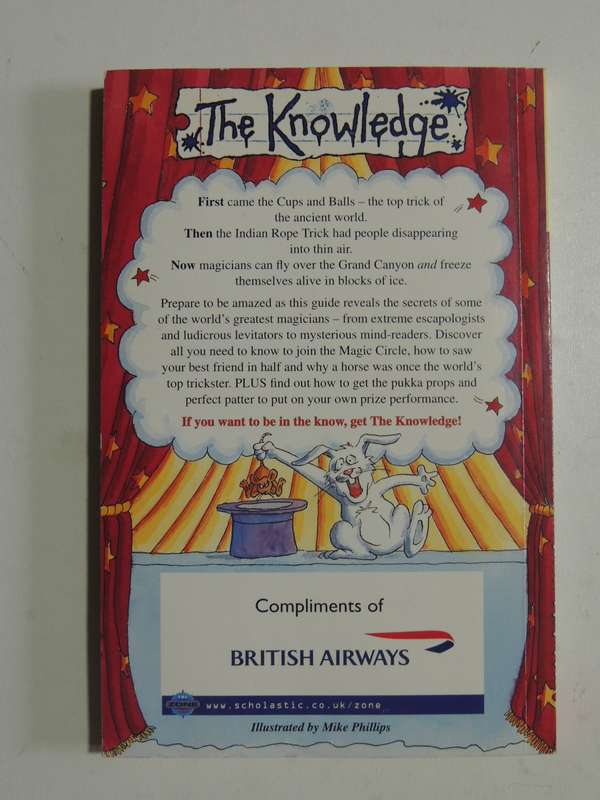 The Knowledge
First came the Cups and Balls – the top trick of
the ancient world.
Then the Indian Rope Trick had people disappearing
into thin air.
Now magicians can fly over the Grand Canyon and freeze
themselves alive in blocks of ice.
Prepare to be amazed as this guide reveals the secrets of some
of the world's greatest magicians – from extreme escapologists
and ludicrous levitators to mysterious mind-readers. Discover
all you need to know to join the Magic Circle, how to saw
your best friend in half and why a horse was once the world's
top trickster. PLUS find out how to get the pukka props and
perfect patter to put on your own prize performance.
If you want to be in the know, get The Knowledge!
Compliments of
BRITISH AIRWAYS
THE
ZONE
www.scholastic.co.uk/zone
Illustrated by Mike Phillips